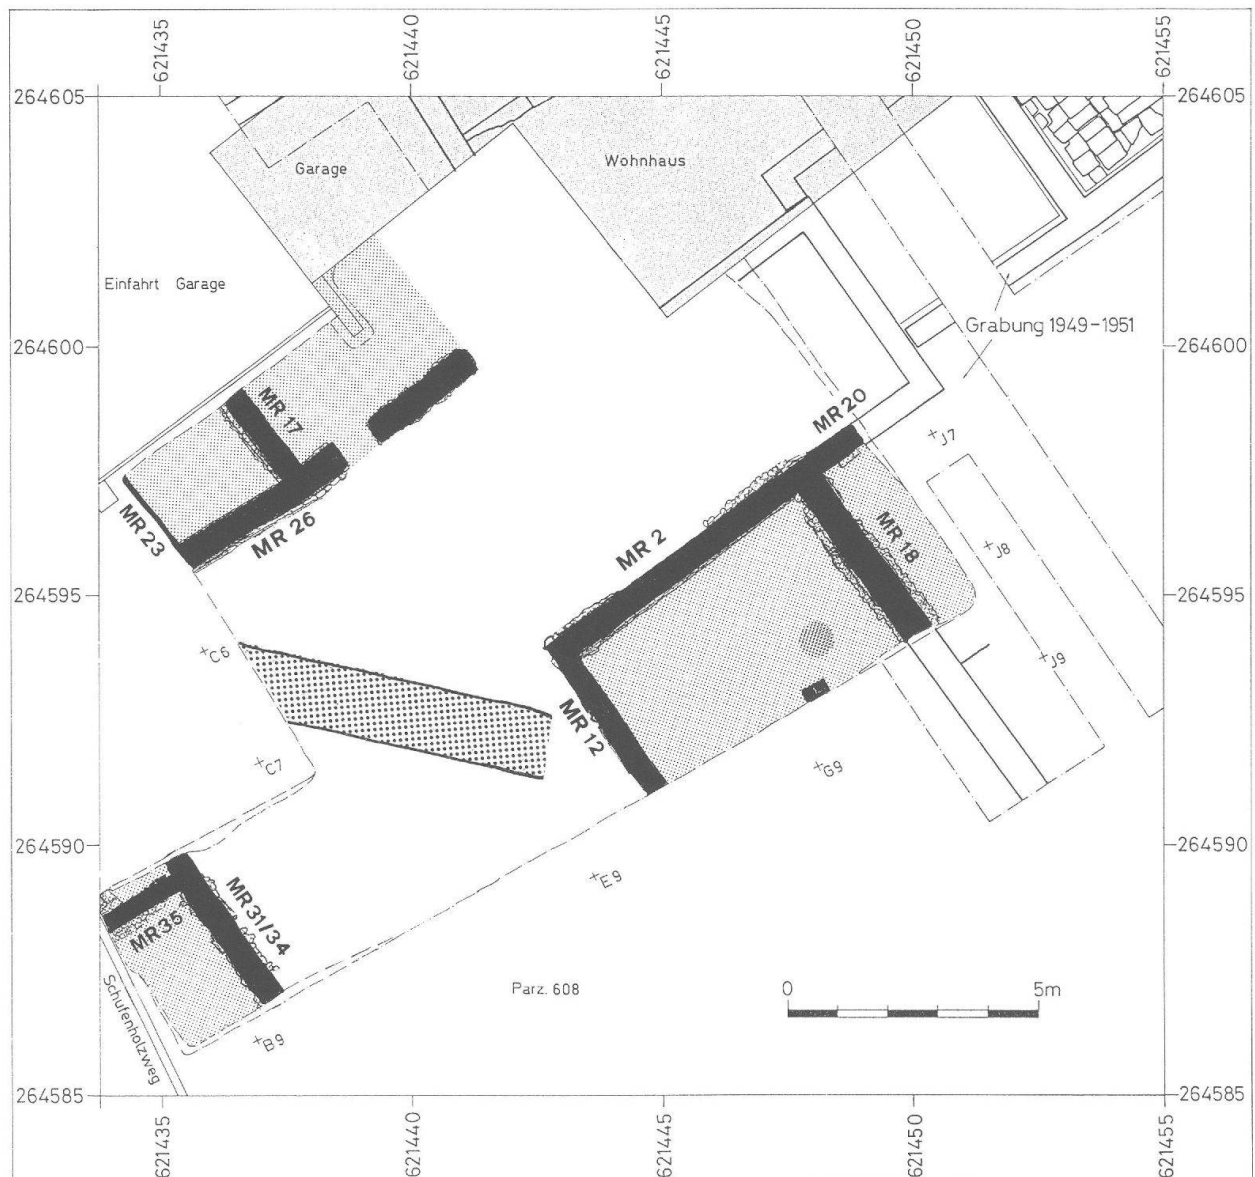 621435
621440
621445
621450
621455
264605
264605
Garage
Wohnhaus
Einfahrt Garage
Grabung 1949-1951
264600
264600
MR 17
MR 20
J7
MR 23
MR 26
MR 2
MR 18
J8
264595
264595
C6
J9
MR 12
C7
G9
264590
264590
E9
MR 35
MR 31/34
Parz. 608
0
5m
Schufenholzweg
B9
264585
264585
621435
621440
621445
621450
621455